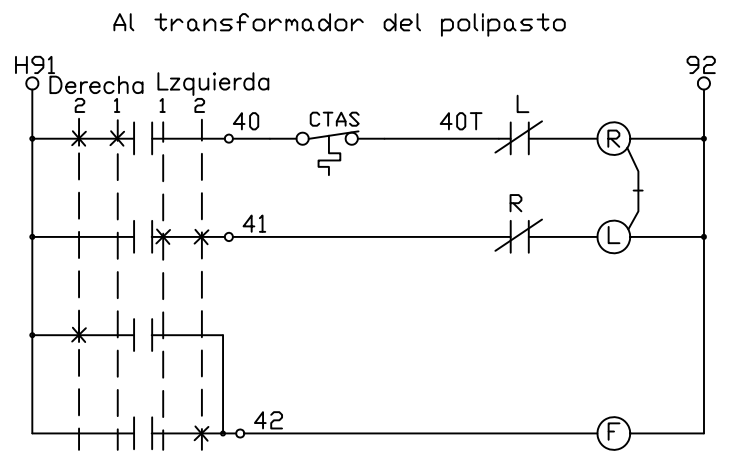 Al transformador del polipasto
H91 92
Derecha Lzquierda
2 1 1 2
40 CTAS 40T L
R
41 R
L
42
F